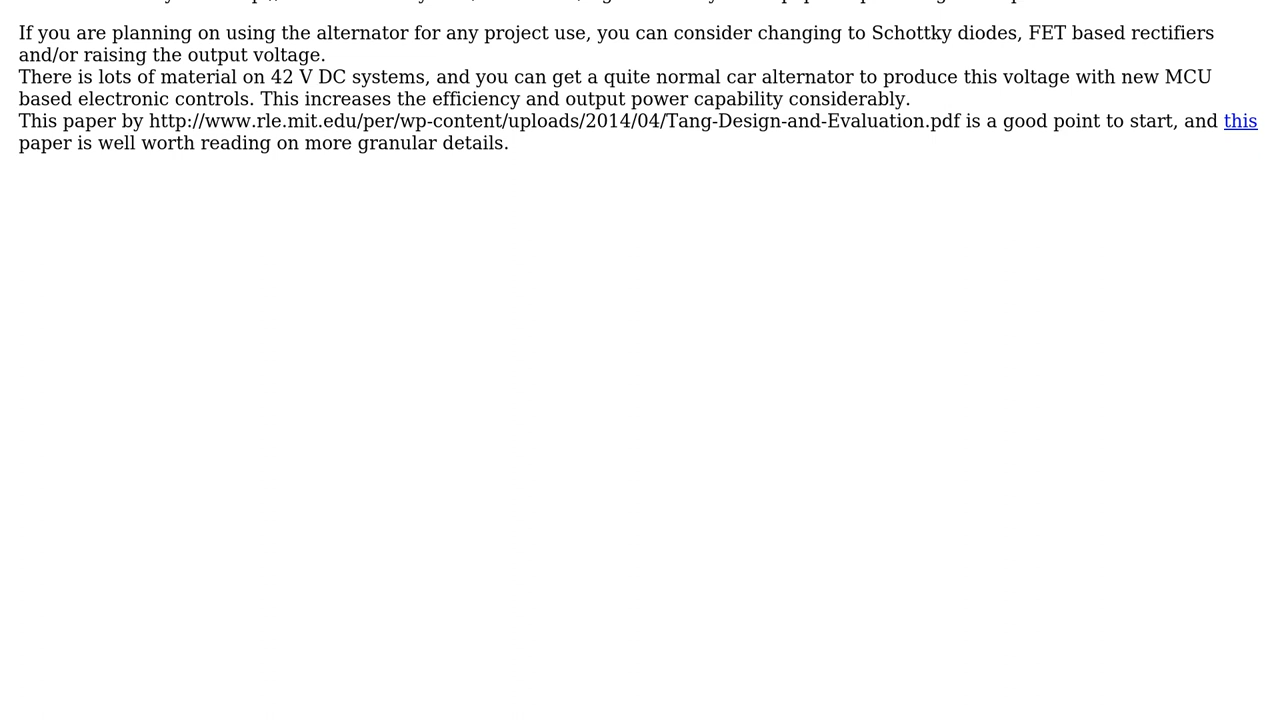 If you are planning on using the alternator for any project use, you can consider changing to Schottky diodes, FET based rectifiers
and/or raising the output voltage.
There is lots of material on 42 V DC systems, and you can get a quite normal car alternator to produce this voltage with new MCU
based electronic controls. This increases the efficiency and output power capability considerably.
This paper by http://www.rle.mit.edu/per/wp-content/uploads/2014/04/Tang-Design-and-Evaluation.pdf is a good point to start, and this
paper is well worth reading on more granular details.